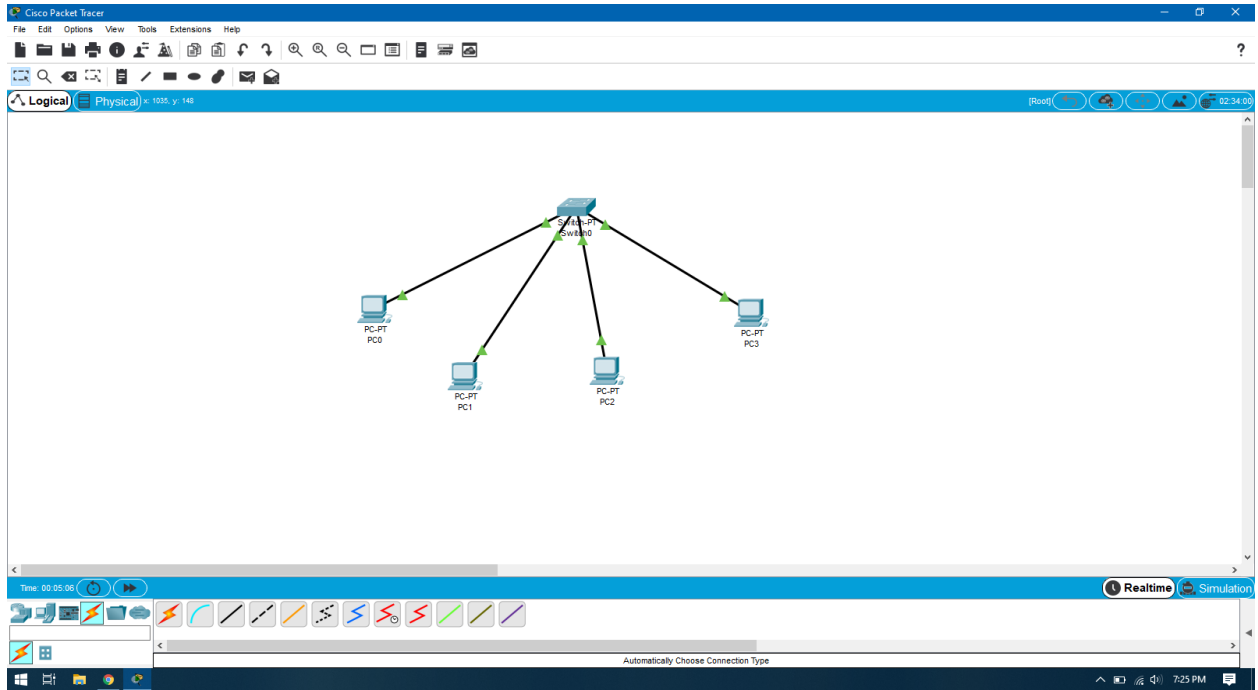 Cisco Packet Tracer
File Edit Options View Tools Extensions Help
?
Logical Physical x: 1035, y: 148 [Root] 02:34:00
Switch-PT
Switch0
PC-PT
PC0
PC-PT
PC3
PC-PT
PC1
PC-PT
PC2
Time: 00:05:06 Realtime Simulation
Automatically Choose Connection Type
7:25 PM